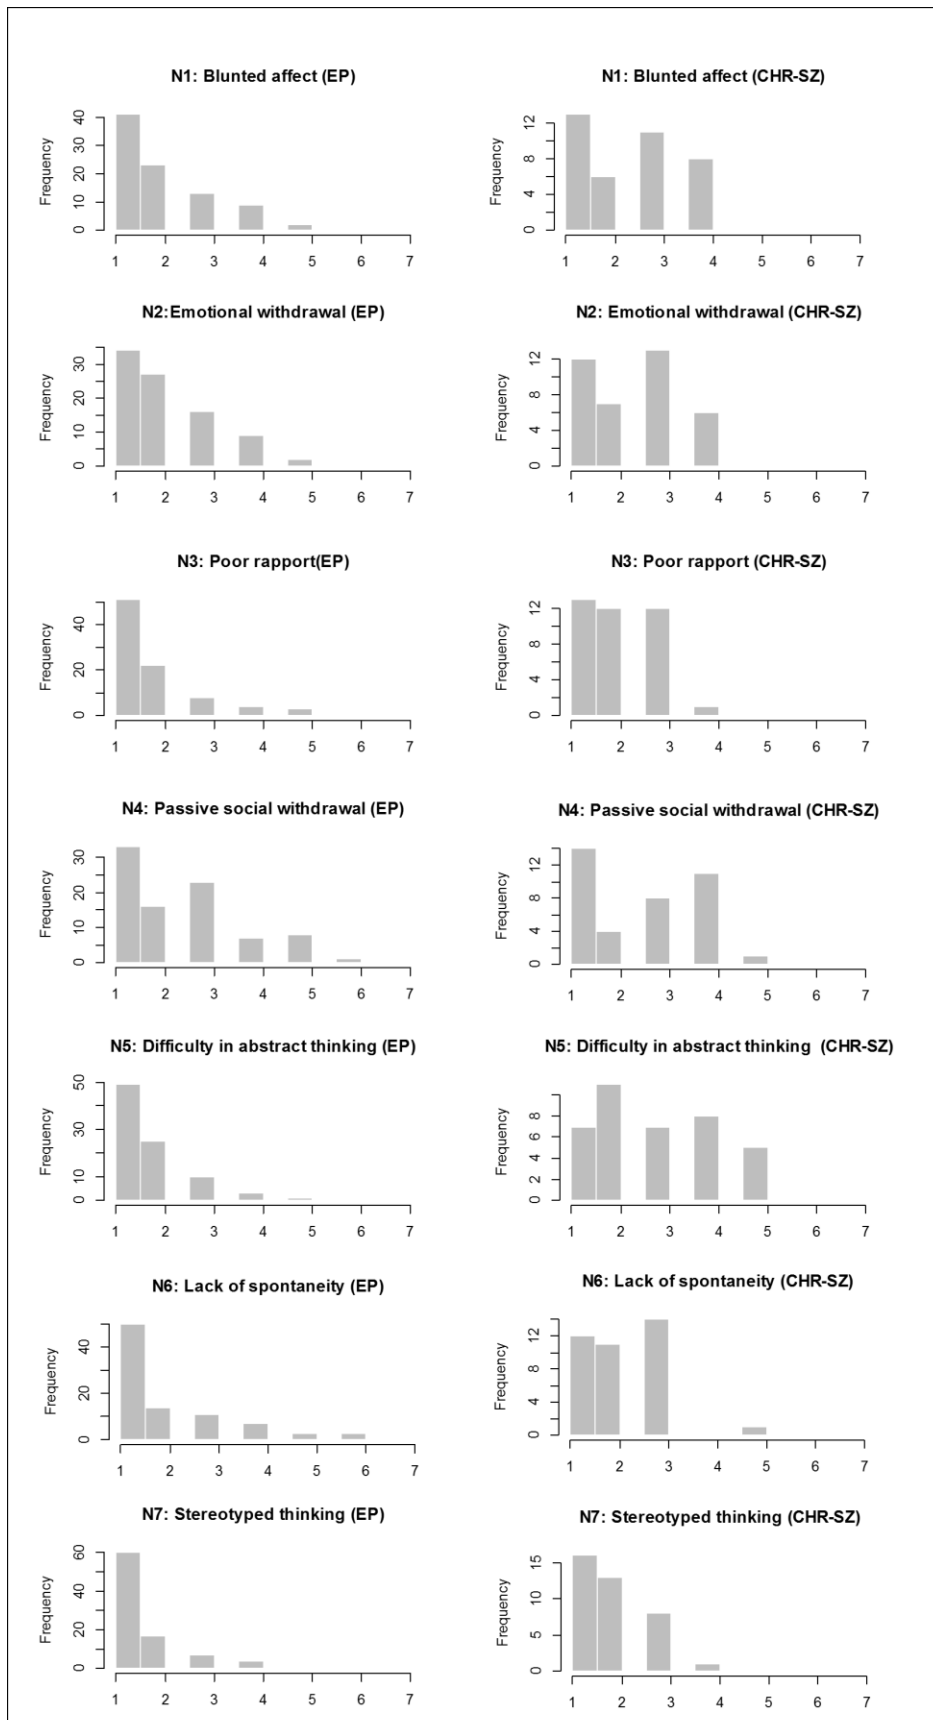 N1: Blunted affect (EP)
Frequency
0 10 20 30 40
1 2 3 4 5 6 7
N1: Blunted affect (CHR-SZ)
Frequency
0 4 8 12
1 2 3 4 5 6 7
N2:Emotional withdrawal (EP)
Frequency
0 10 20 30
1 2 3 4 5 6 7
N2: Emotional withdrawal (CHR-SZ)
Frequency
0 4 8 12
1 2 3 4 5 6 7
N3: Poor rapport(EP)
Frequency
0 20 40
1 2 3 4 5 6 7
N3: Poor rapport (CHR-SZ)
Frequency
0 4 8 12
1 2 3 4 5 6 7
N4: Passive social withdrawal (EP)
Frequency
0 10 20 30
1 2 3 4 5 6 7
N4: Passive social withdrawal (CHR-SZ)
Frequency
0 4 8 12
1 2 3 4 5 6 7
N5: Difficulty in abstract thinking (EP)
Frequency
0 10 30 50
1 2 3 4 5 6 7
N5: Difficulty in abstract thinking (CHR-SZ)
Frequency
0 2 4 6 8
1 2 3 4 5 6 7
N6: Lack of spontaneity (EP)
Frequency
0 20 40
1 2 3 4 5 6 7
N6: Lack of spontaneity (CHR-SZ)
Frequency
0 4 8 12
1 2 3 4 5 6 7
N7: Stereotyped thinking (EP)
Frequency
0 20 40 60
1 2 3 4 5 6 7
N7: Stereotyped thinking (CHR-SZ)
Frequency
0 5 10 15
1 2 3 4 5 6 7